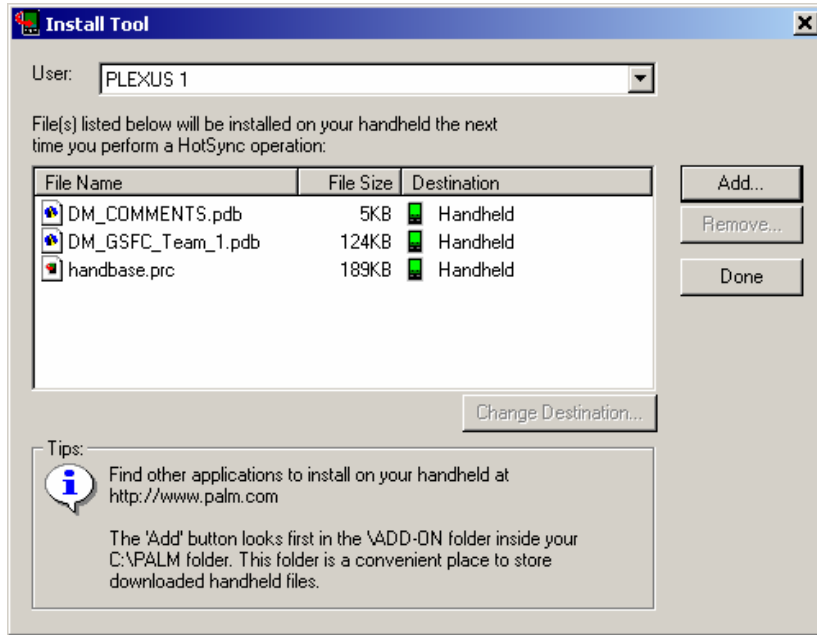 Install Tool
User: PLEXUS 1
File(s) listed below will be installed on your handheld the next
time you perform a HotSync operation:
File Name File Size Destination
DM_COMMENTS.pdb 5KB Handheld
DM_GSFC_Team_1.pdb 124KB Handheld
handbase.prc 189KB Handheld
Add...
Remove...
Done
Change Destination...
Tips:
Find other applications to install on your handheld at
http://www.palm.com
The 'Add' button looks first in the \ADD-ON folder inside your
C:\PALM folder. This folder is a convenient place to store
downloaded handheld files.